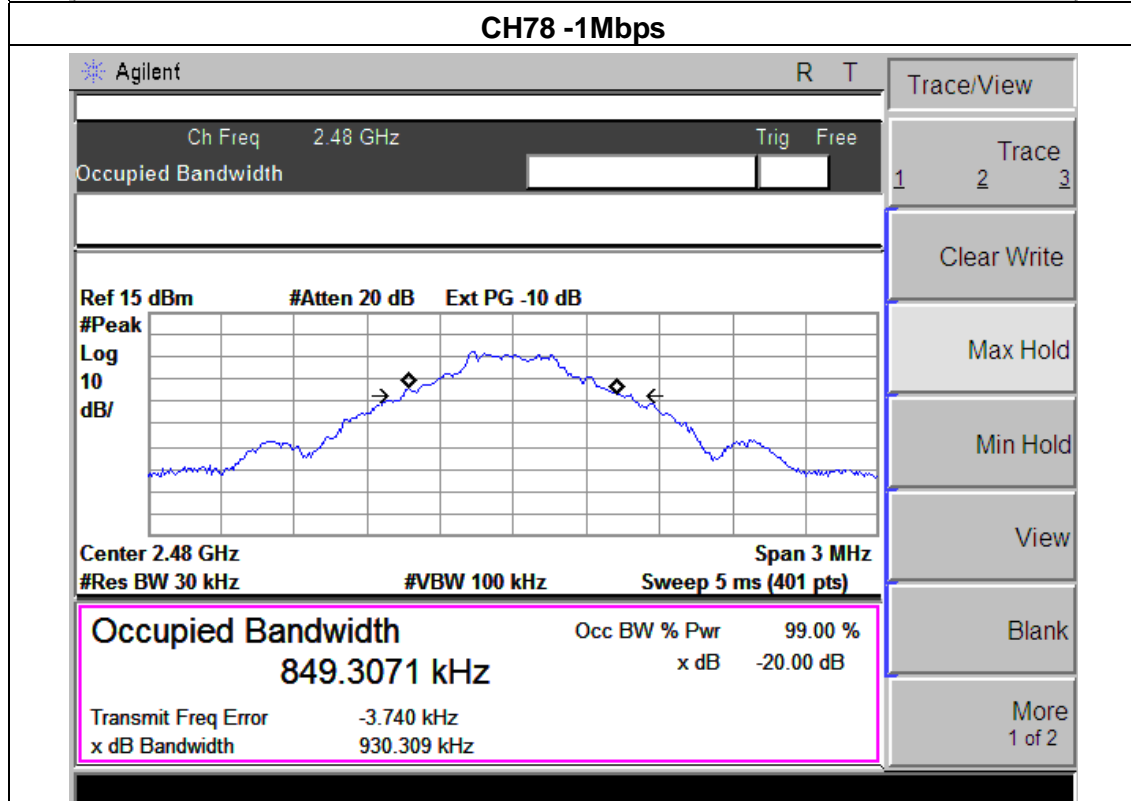 CH78 -1Mbps
Agilent R T
Ch Freq 2.48 GHz Trig Free
Occupied Bandwidth
Ref 15 dBm #Atten 20 dB Ext PG -10 dB
#Peak
Log
10
dB/
Center 2.48 GHz Span 3 MHz
#Res BW 30 kHz #VBW 100 kHz Sweep 5 ms (401 pts)
Occupied Bandwidth
849.3071 kHz
Occ BW % Pwr 99.00 %
x dB -20.00 dB
Transmit Freq Error -3.740 kHz
x dB Bandwidth 930.309 kHz
Trace/View
Trace
1 2 3
Clear Write
Max Hold
Min Hold
View
Blank
More
1 of 2